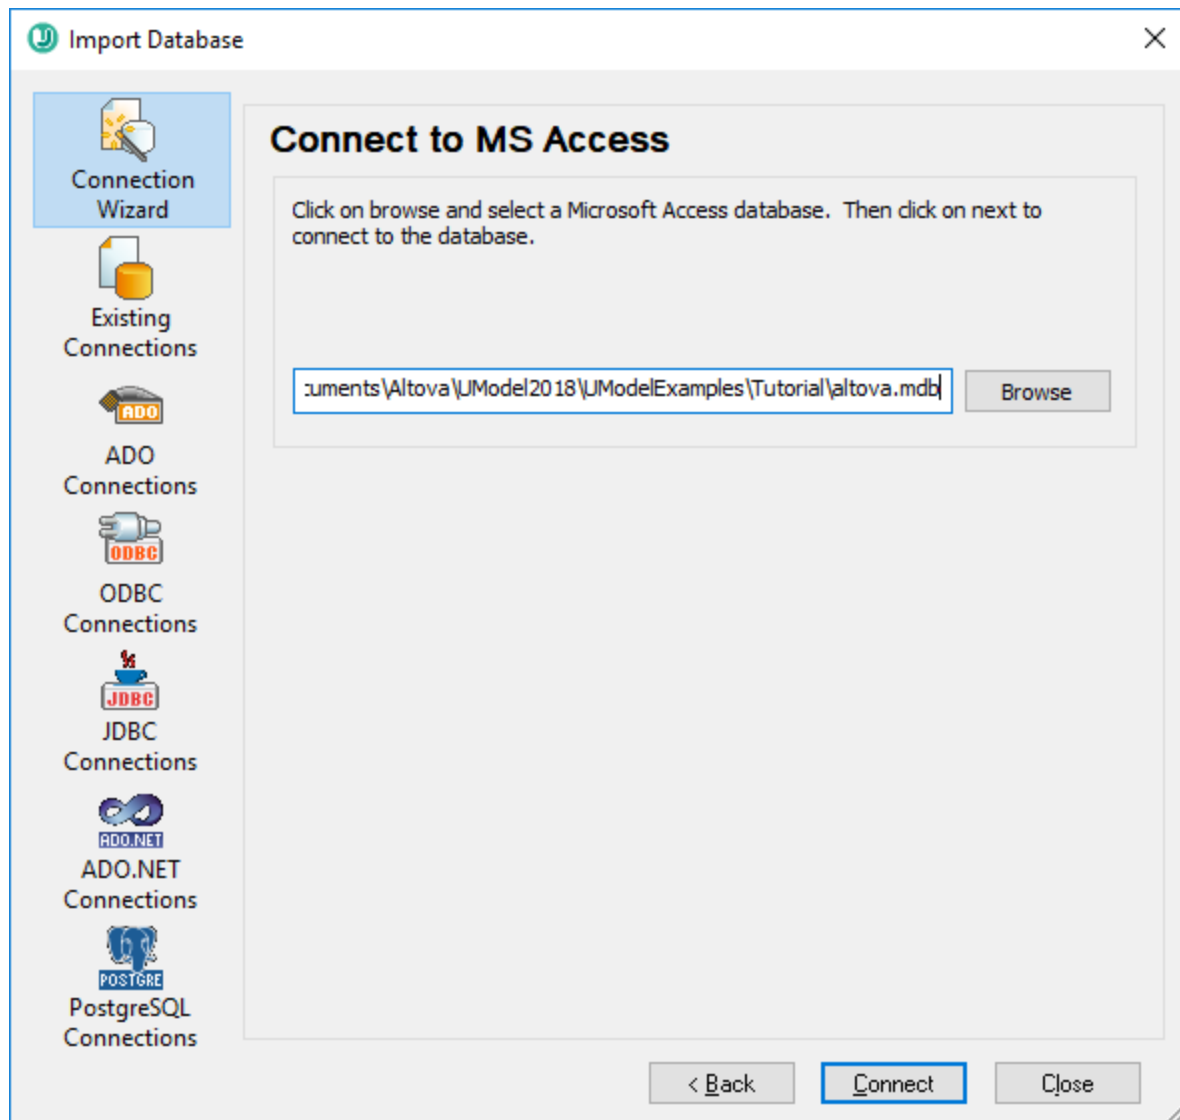 Import Database
Connection
Wizard
Existing
Connections
ADO
ADO
Connections
ODBC
ODBC
Connections
JDBC
JDBC
Connections
ADO.NET
ADO.NET
Connections
POSTGRE
PostgreSQL
Connections
Connect to MS Access
Click on browse and select a Microsoft Access database.  Then click on next to
connect to the database.
cuments\Altova\UModel2018\UModelExamples\Tutorial\altova.mdb
Browse
< Back
Connect
Close